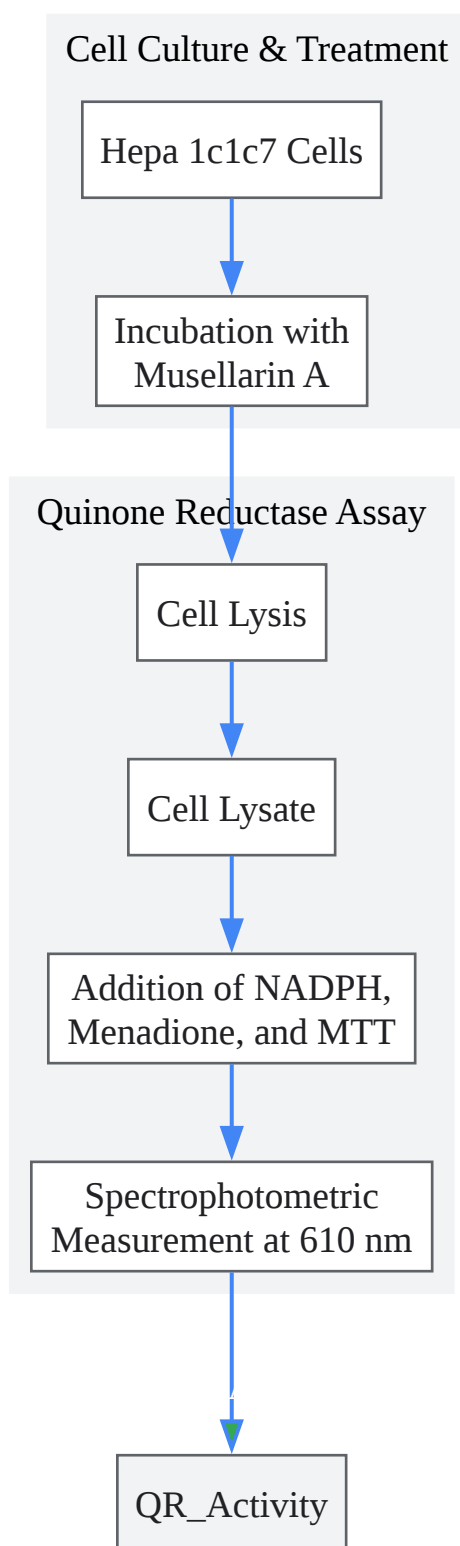 Cell Culture & Treatment
Hepa 1c1c7 Cells
Incubation with
Musellarin A
Quinone Reductase Assay
Cell Lysis
Cell Lysate
Addition of NADPH,
Menadione, and MTT
Spectrophotometric
Measurement at 610 nm
QR_Activity